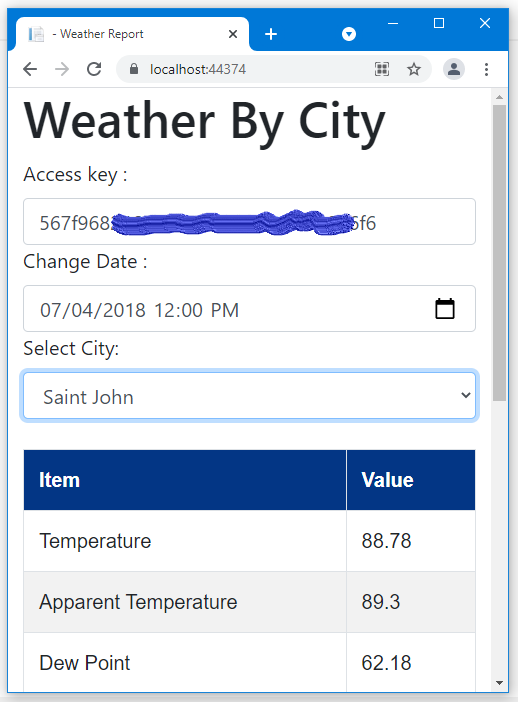 - Weather Report
localhost:44374
Weather By City
Access key :
567f968 6f6
Change Date :
07/04/2018 12:00 PM
Select City:
Saint John
Item Value
Temperature 88.78
Apparent Temperature 89.3
Dew Point 62.18